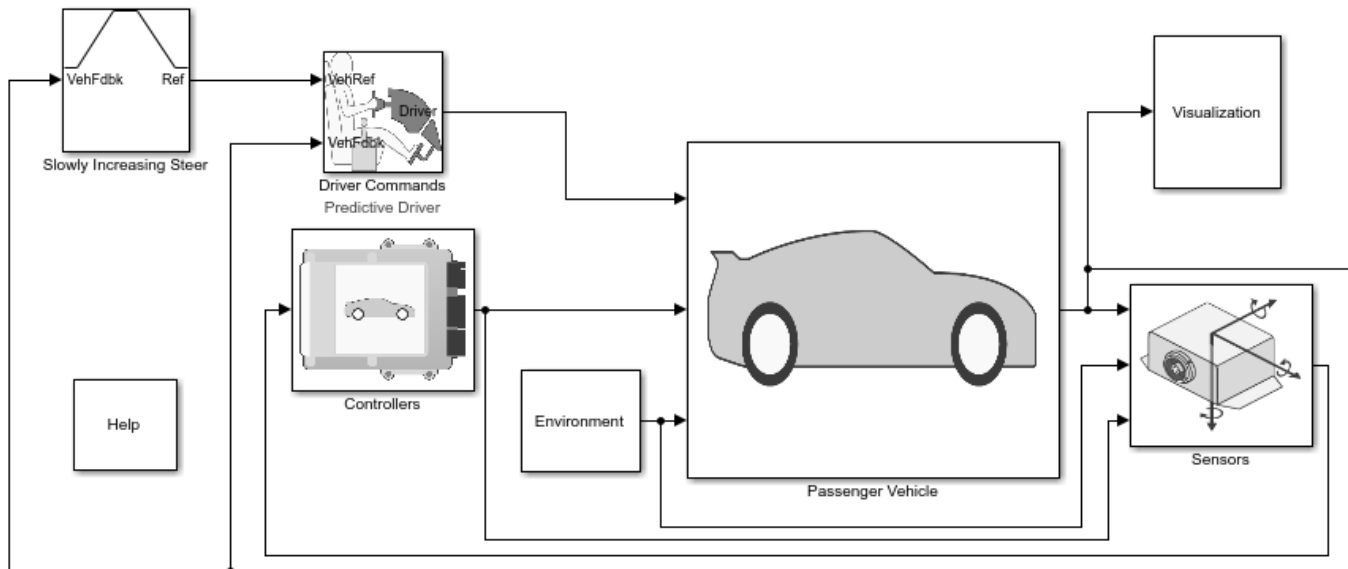 VehFdbk
Ref
Slowly Increasing Steer
VehRef
Driver
VehFdbk
Driver Commands
Predictive Driver
Visualization
Controllers
Help
Environment
Passenger Vehicle
Sensors